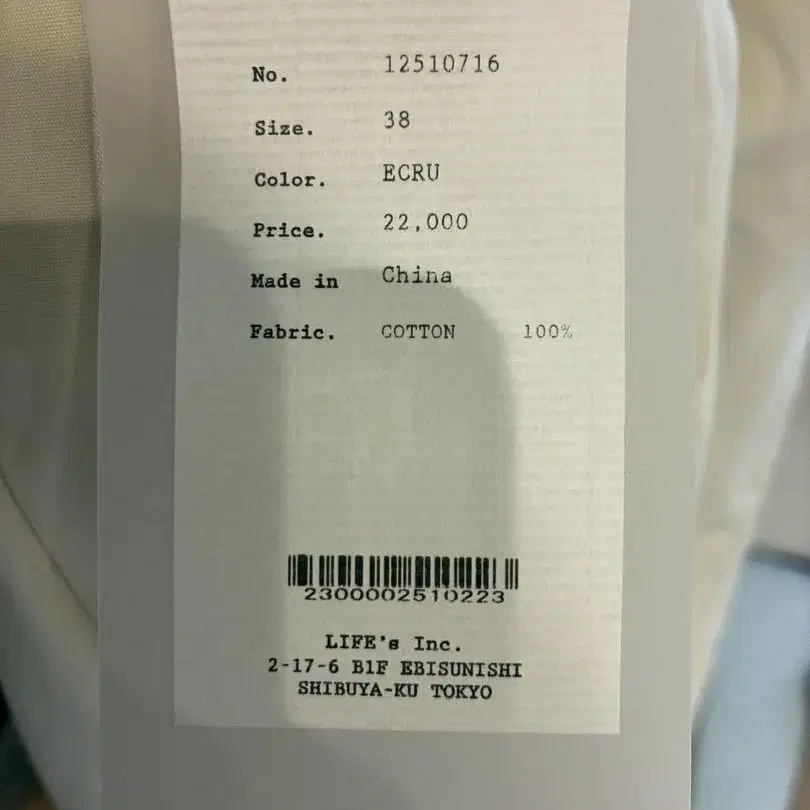 No. 12510716
Size. 38
Color. ECRU
Price. 22,000
Made in China
Fabric. COTTON 100%
2300002510223
LIFE's Inc.
2-17-6 B1F EBISUNISHI
SHIBUYA-KU TOKYO